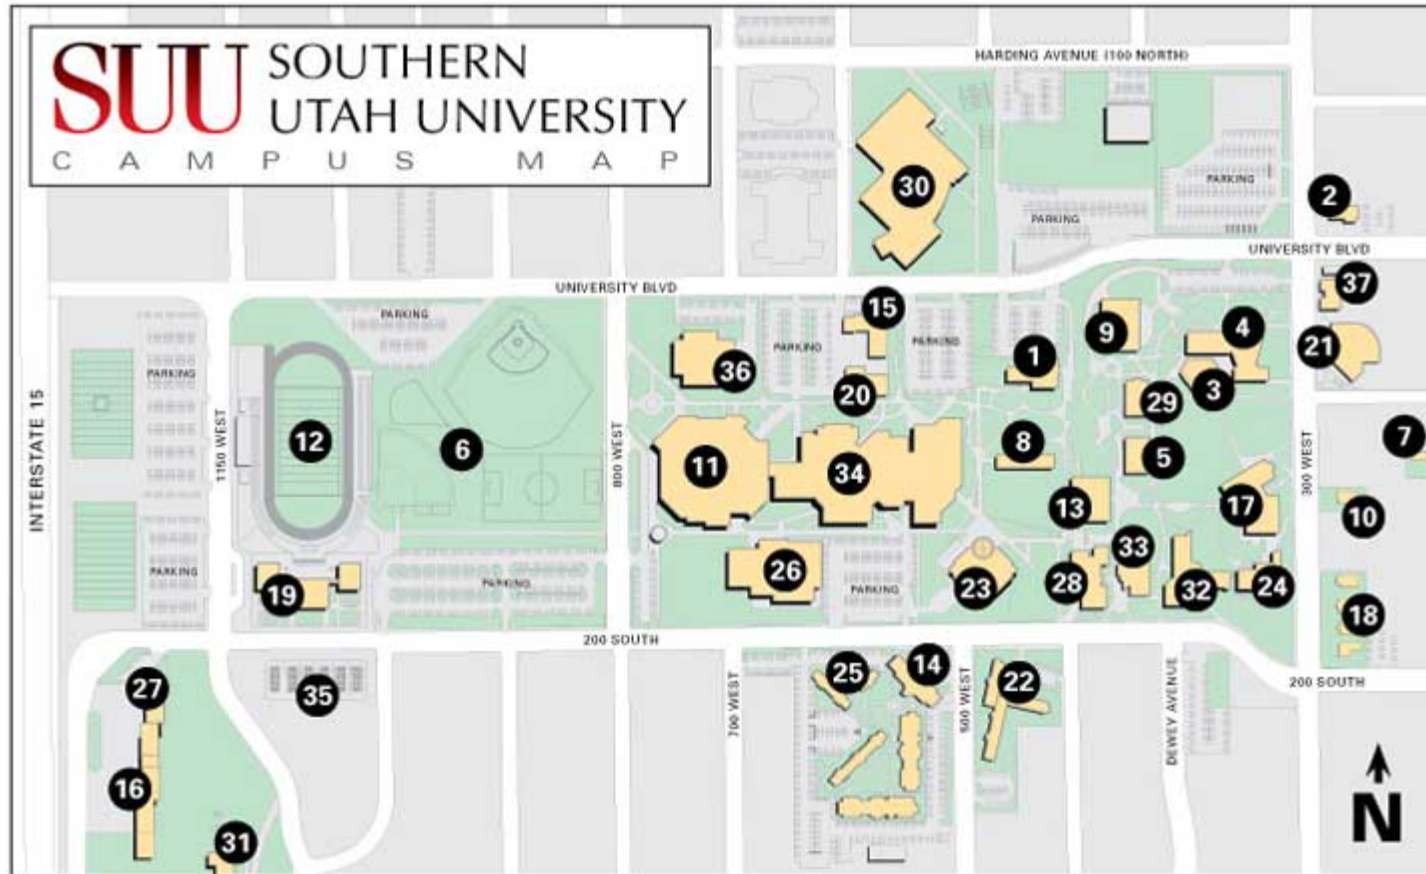 SUU SOUTHERN
UTAH UNIVERSITY
CAMPUS MAP
HARDING AVENUE (100 NORTH)
30
PARKING
2
PARKING
UNIVERSITY BLVD
UNIVERSITY BLVD
37
15
PARKING
9
4
21
1
PARKING
PARKING
PARKING
36
3
20
29
INTERSTATE 15
1150 WEST
12
6
800 WEST
11
34
8
5
7
300 WEST
13
17
10
33
PARKING
PARKING
26
PARKING
23
28
32
24
19
18
200 SOUTH
25
14
22
200 SOUTH
27
35
700 WEST
500 WEST
DEWEY AVENUE
16
31
N